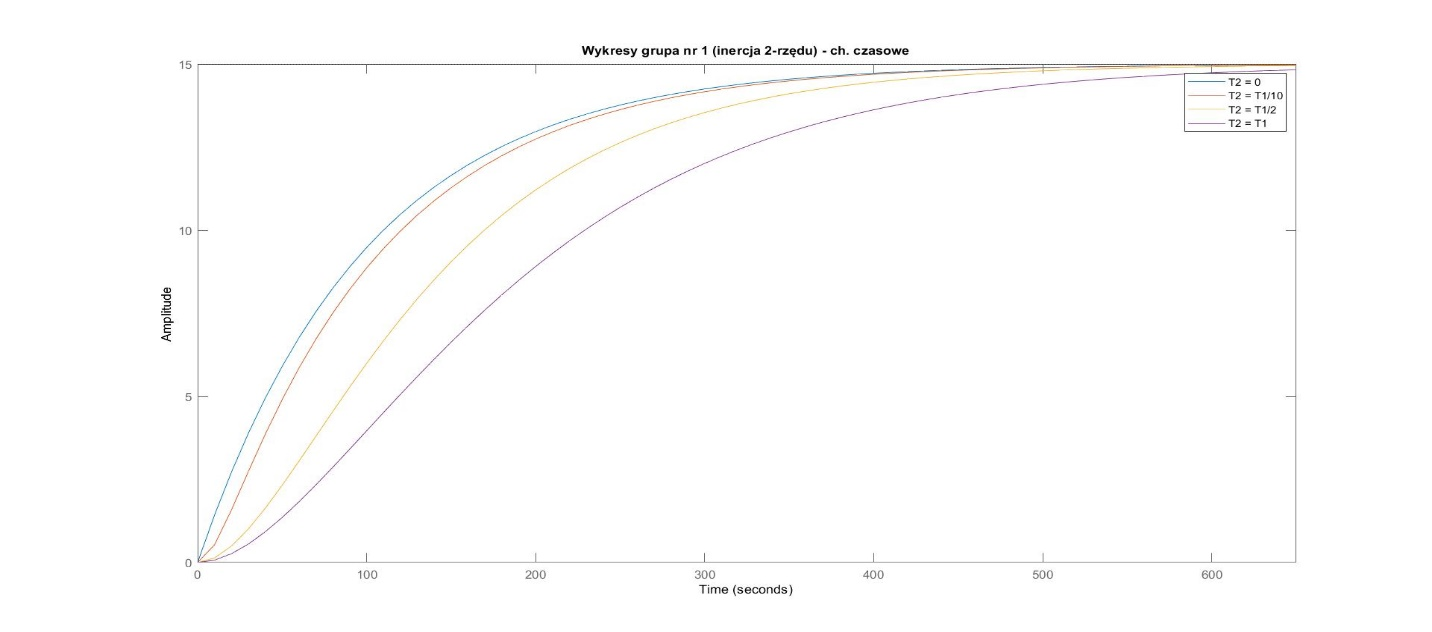 Wykresy grupa nr 1 (inercja 2-rzędu) - ch. czasowe
15
T2 = 0
T2 = T1/10
T2 = T1/2
T2 = T1
10
Amplitude
5
0
0 100 200 300 400 500 600
Time (seconds)